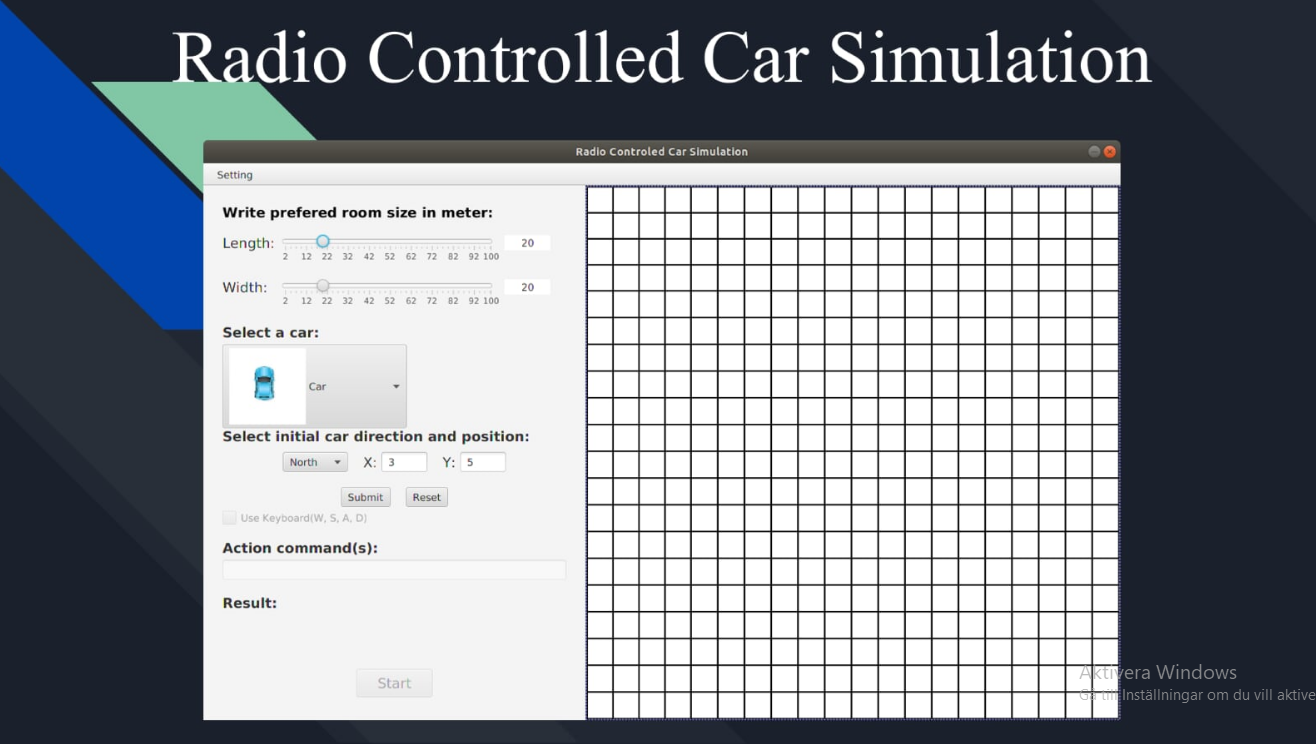 Radio Controlled Car Simulation
Radio Controled Car Simulation
Setting
Write prefered room size in meter:
Length: 20
2 12 22 32 42 52 62 72 82 92 100
Width: 20
2 12 22 32 42 52 62 72 82 92 100
Select a car:
Car
Select initial car direction and position:
North X: 3 Y: 5
Submit Reset
Use Keyboard(W, S, A, D)
Action command(s):
Result:
Start
Aktivera Windows
Gå till Inställningar om du vill aktive